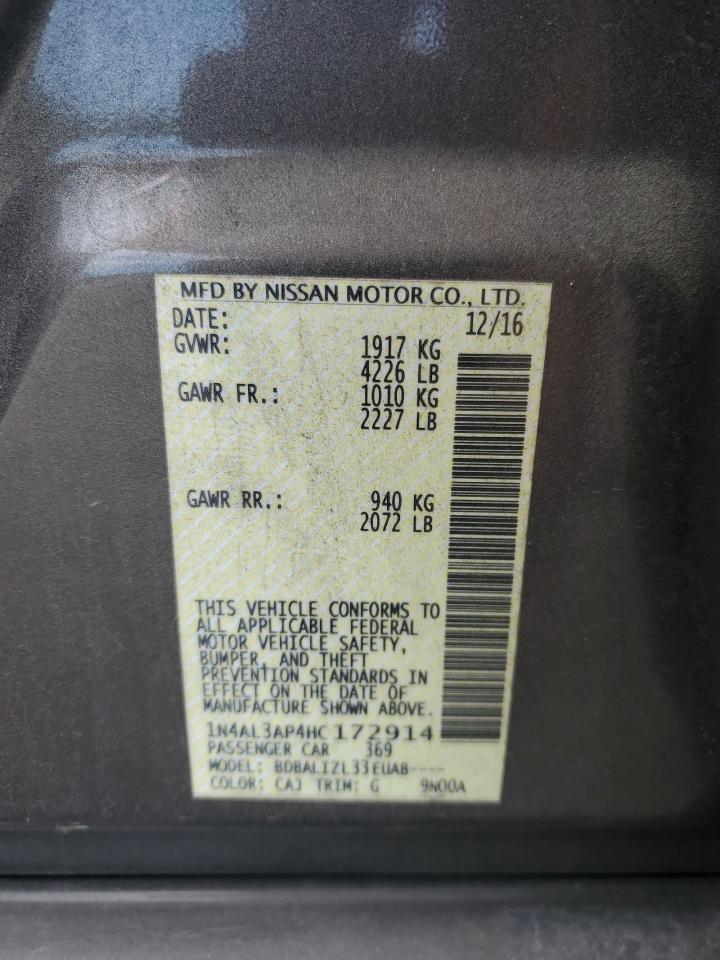 MFD BY NISSAN MOTOR CO., LTD.
DATE: 12/16
GVWR: 1917 KG
4226 LB
GAWR FR.: 1010 KG
2227 LB
GAWR RR.: 940 KG
2072 LB
THIS VEHICLE CONFORMS TO
ALL APPLICABLE FEDERAL
MOTOR VEHICLE SAFETY,
BUMPER, AND THEFT
PREVENTION STANDARDS IN
EFFECT ON THE DATE OF
MANUFACTURE SHOWN ABOVE.
1N4AL3AP4HC172914
PASSENGER CAR 369
MODEL: BDBALIZL33EUAB----
COLOR: CAJ TRIM: G 9N00A